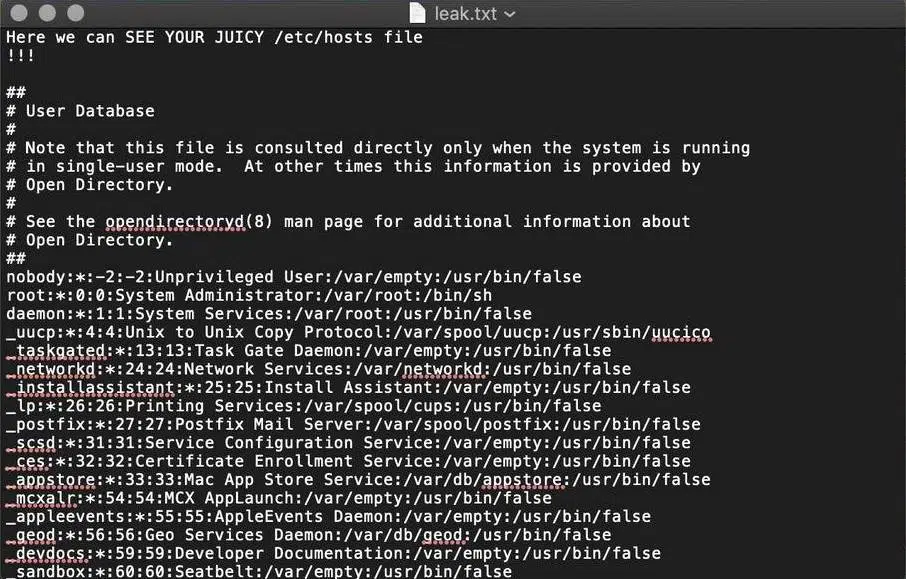 leak.txt
Here we can SEE YOUR JUICY /etc/hosts file
!!!
##
# User Database
#
# Note that this file is consulted directly only when the system is running
# in single-user mode.  At other times this information is provided by
# Open Directory.
#
# See the opendirectoryd(8) man page for additional information about
# Open Directory.
##
nobody:*:-2:-2:Unprivileged User:/var/empty:/usr/bin/false
root:*:0:0:System Administrator:/var/root:/bin/sh
daemon:*:1:1:System Services:/var/root:/usr/bin/false
_uucp:*:4:4:Unix to Unix Copy Protocol:/var/spool/uucp:/usr/sbin/uucico
_taskgated:*:13:13:Task Gate Daemon:/var/empty:/usr/bin/false
_networkd:*:24:24:Network Services:/var/networkd:/usr/bin/false
_installassistant:*:25:25:Install Assistant:/var/empty:/usr/bin/false
_lp:*:26:26:Printing Services:/var/spool/cups:/usr/bin/false
_postfix:*:27:27:Postfix Mail Server:/var/spool/postfix:/usr/bin/false
_scsd:*:31:31:Service Configuration Service:/var/empty:/usr/bin/false
_ces:*:32:32:Certificate Enrollment Service:/var/empty:/usr/bin/false
_appstore:*:33:33:Mac App Store Service:/var/db/appstore:/usr/bin/false
_mcxalr:*:54:54:MCX AppLaunch:/var/empty:/usr/bin/false
_appleevents:*:55:55:AppleEvents Daemon:/var/empty:/usr/bin/false
_geod:*:56:56:Geo Services Daemon:/var/db/geod:/usr/bin/false
_devdocs:*:59:59:Developer Documentation:/var/empty:/usr/bin/false
_sandbox:*:60:60:Seatbelt:/var/empty:/usr/bin/false